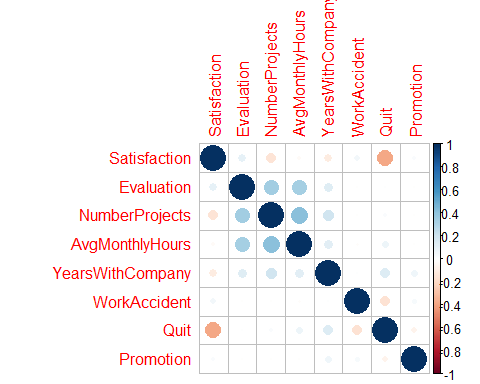 Satisfaction
Evaluation
NumberProjects
AvgMonthlyHours
YearsWithCompany
WorkAccident
Quit
Promotion
Satisfaction
Evaluation
NumberProjects
AvgMonthlyHours
YearsWithCompany
WorkAccident
Quit
Promotion
1
0.8
0.6
0.4
0.2
0
-0.2
-0.4
-0.6
-0.8
-1